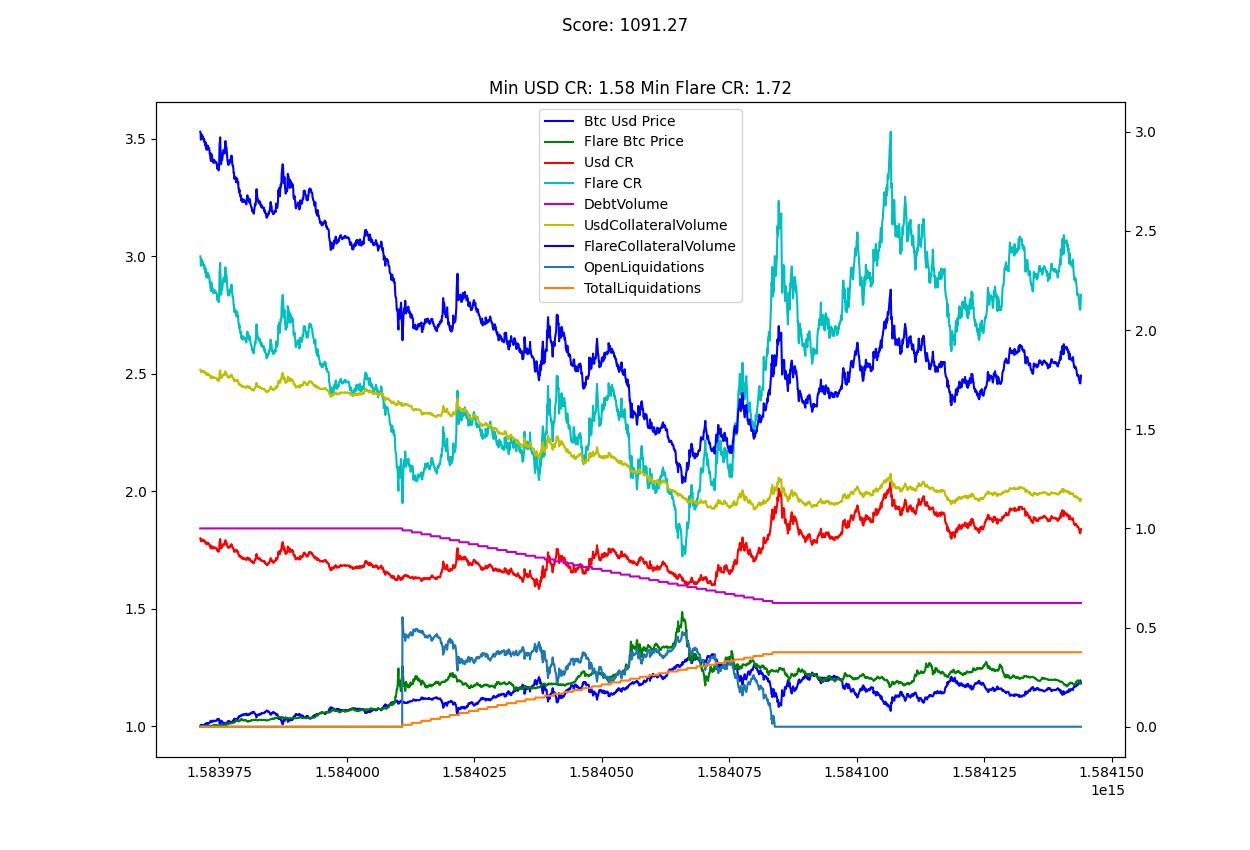 Score: 1091.27
Min USD CR: 1.58 Min Flare CR: 1.72
Btc Usd Price
Flare Btc Price
Usd CR
Flare CR
DebtVolume
UsdCollateralVolume
FlareCollateralVolume
OpenLiquidations
TotalLiquidations
3.5
3.0
2.5
2.0
1.5
1.0
3.0
2.5
2.0
1.5
1.0
0.5
0.0
1.583975 1.584000 1.584025 1.584050 1.584075 1.584100 1.584125 1.584150
1e15